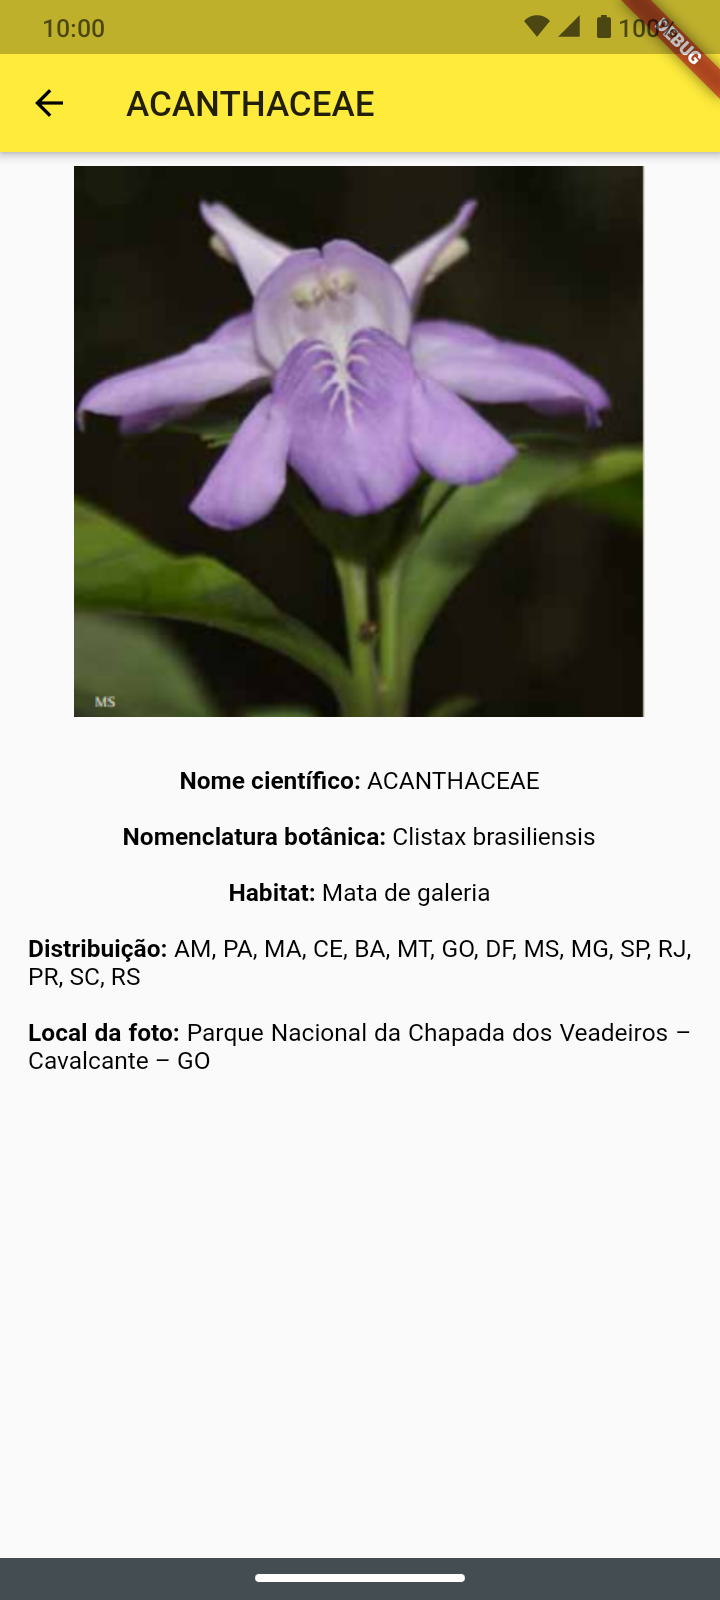 10:00
100%
DEBUG
ACANTHACEAE
MS
Nome científico: ACANTHACEAE
Nomenclatura botânica: Clistax brasiliensis
Habitat: Mata de galeria
Distribuição: AM, PA, MA, CE, BA, MT, GO, DF, MS, MG, SP, RJ,
PR, SC, RS
Local da foto: Parque Nacional da Chapada dos Veadeiros –
Cavalcante – GO